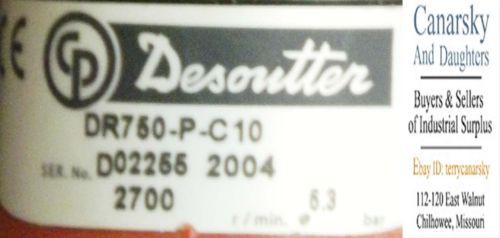 CE CP Desoutter
DR750-P-C10
SER. No. D02255 2004
2700 6.3
r/min. bar
Canarsky
And Daughters
Buyers & Sellers
of Industrial Surplus
Ebay ID: terrycanarsky
112-120 East Walnut
Chilhowee, Missouri